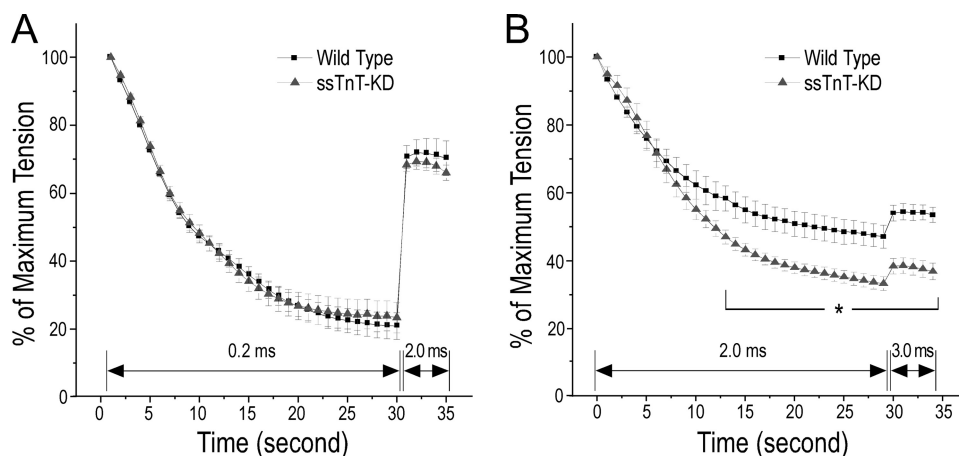 A
% of Maximum Tension
100
80
60
40
20
0
Wild Type
ssTnT-KD
0.2 ms
2.0 ms
0 5 10 15 20 25 30 35
Time (second)
B
% of Maximum Tension
100
80
60
40
20
0
Wild Type
ssTnT-KD
*
2.0 ms
3.0 ms
0 5 10 15 20 25 30 35
Time (second)